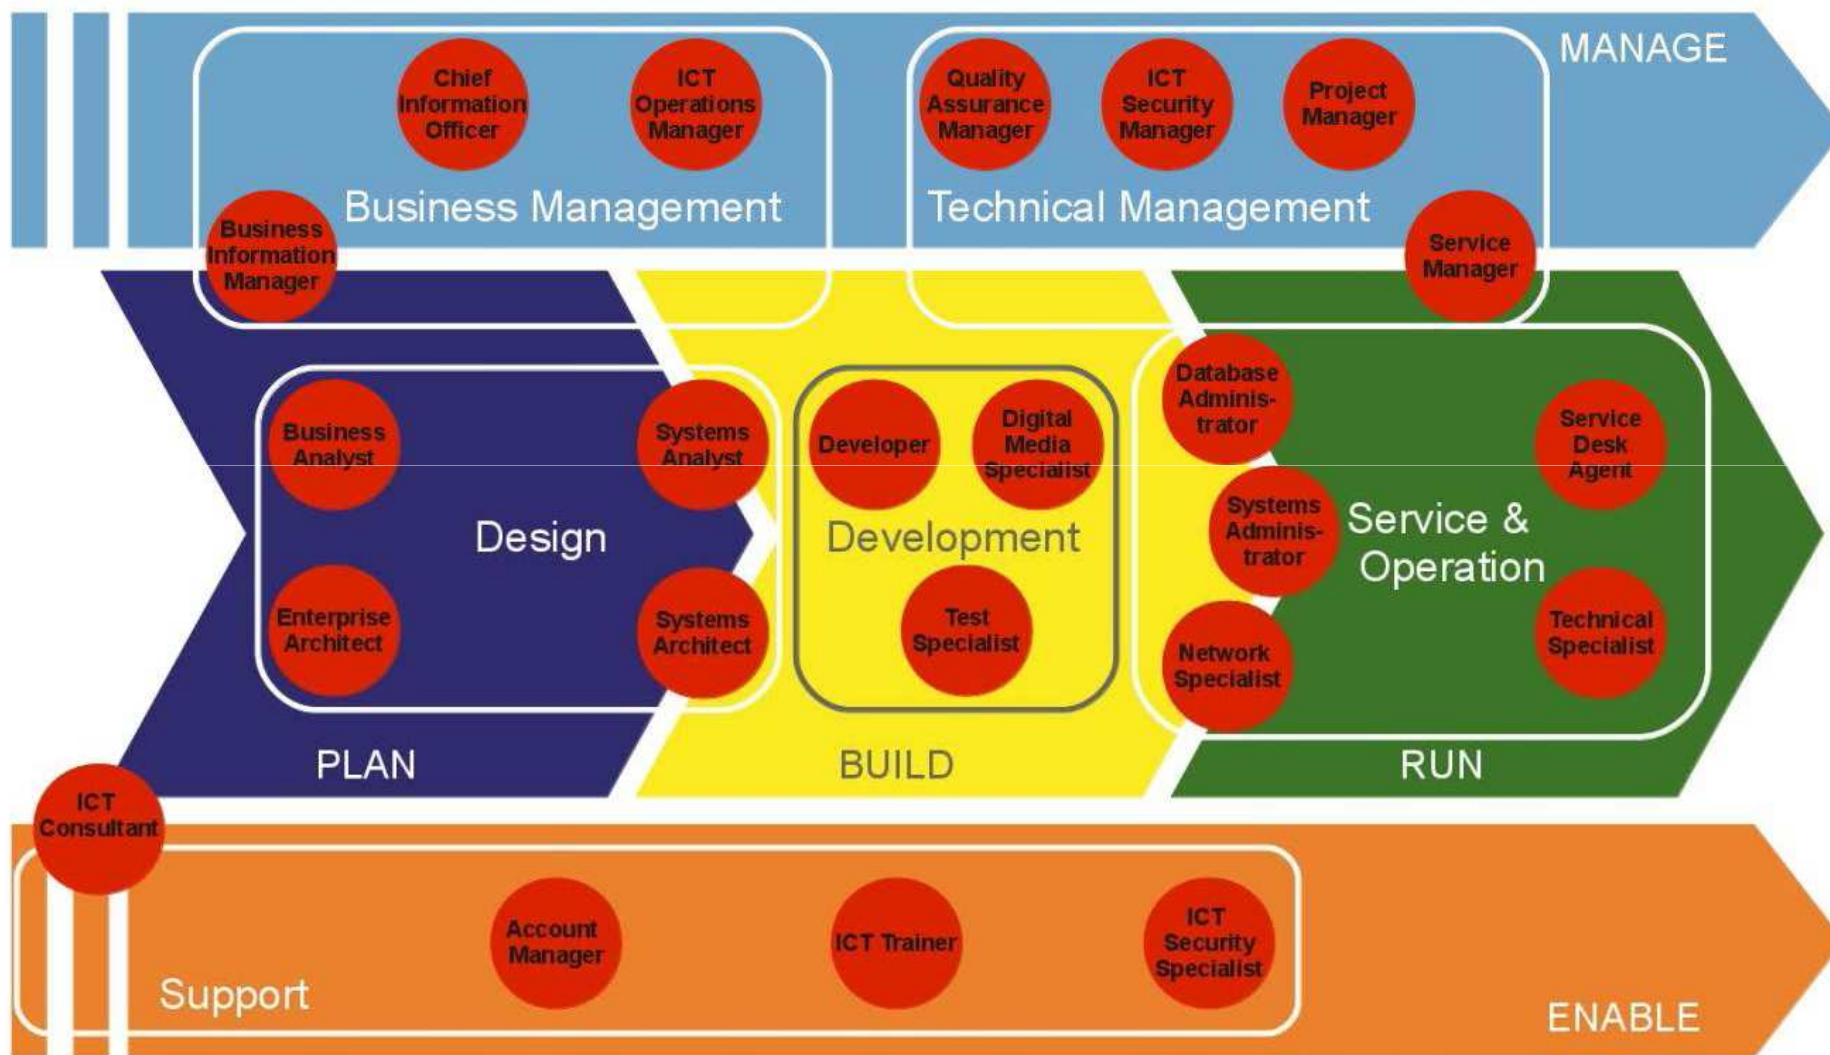 MANAGE
Chief
Information
Officer
ICT
Operations
Manager
Quality
Assurance
Manager
ICT
Security
Manager
Project
Manager
Business Management
Technical Management
Business
Information
Manager
Service
Manager
Business
Analyst
Systems
Analyst
Developer
Digital
Media
Specialist
Database
Adminis-
trator
Service
Desk
Agent
Design
Development
Systems
Adminis-
trator
Service &
Operation
Enterprise
Architect
Systems
Architect
Test
Specialist
Network
Specialist
Technical
Specialist
PLAN
BUILD
RUN
ICT
Consultant
Account
Manager
ICT Trainer
ICT
Security
Specialist
Support
ENABLE